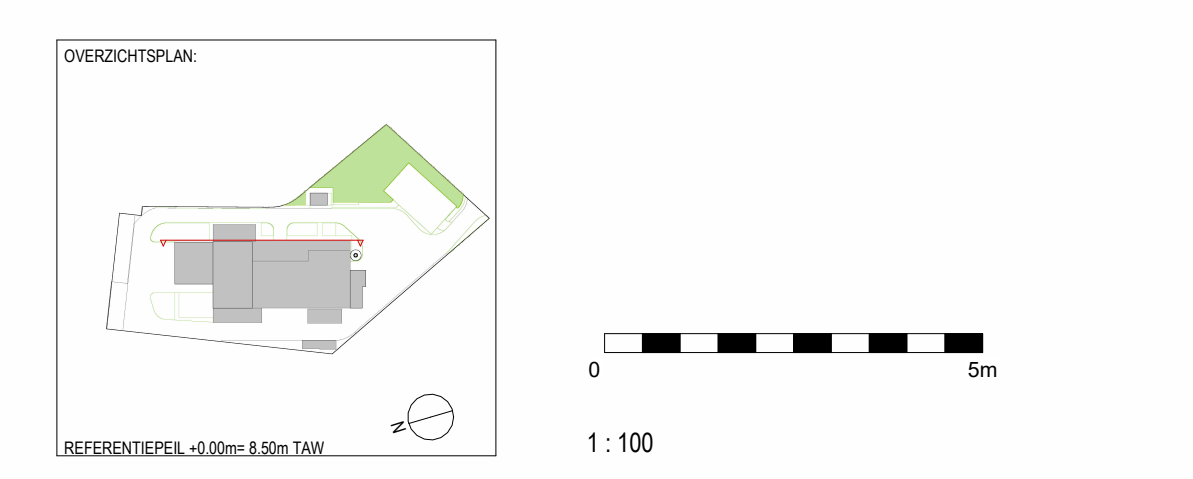 OVERZICHTSPLAN:
N
REFERENTIEPEIL +0.00m= 8.50m TAW
0 5m
1 : 100